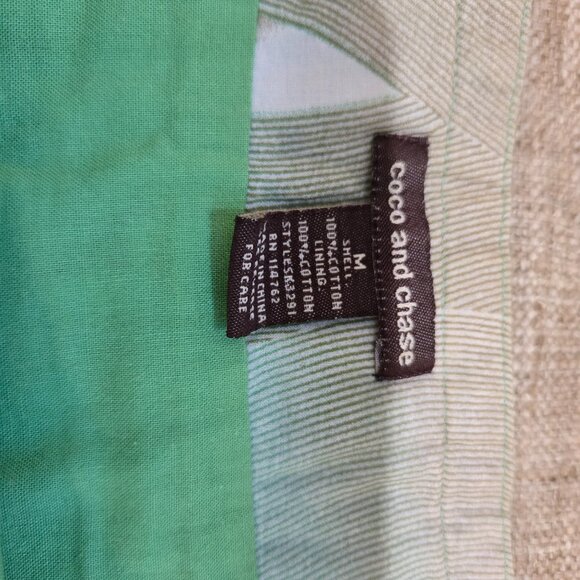 coco and chase
M
SHELL
100%COTTON
LINING:
100%COTTON
STYLE:SK3291
RN 114762
MADE IN CHINA
FOR CARE